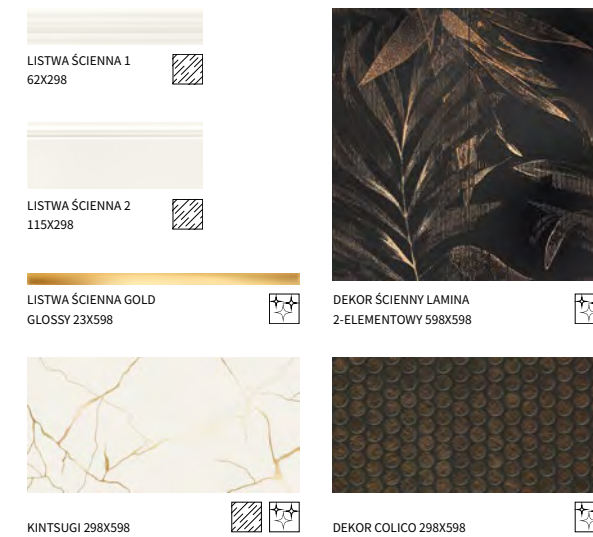 LISTWA ŚCIENNA 1
62X298
LISTWA ŚCIENNA 2
115X298
LISTWA ŚCIENNA GOLD
GLOSSY 23X598
DEKOR ŚCIENNY LAMINA
2-ELEMENTOWY 598X598
KINTSUGI 298X598
DEKOR COLICO 298X598